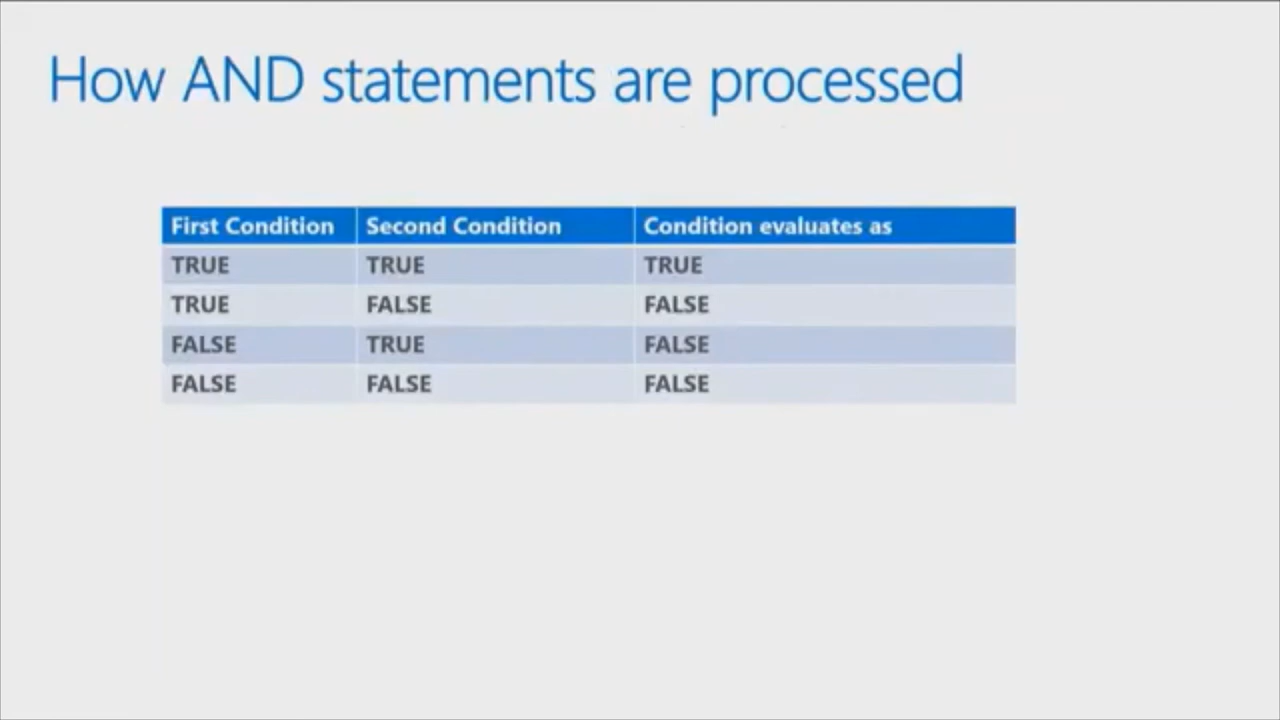 How AND statements are processed
First Condition Second Condition Condition evaluates as
TRUE TRUE TRUE
TRUE FALSE FALSE
FALSE TRUE FALSE
FALSE FALSE FALSE